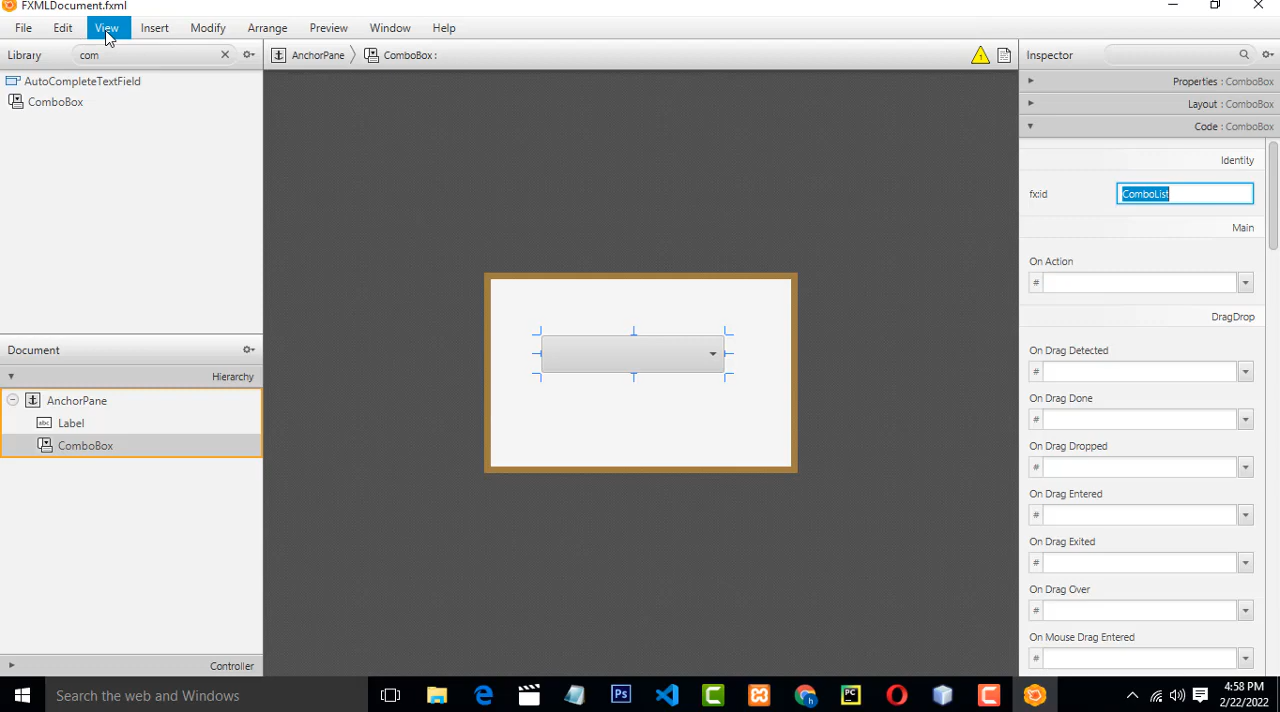 FXMLDocument.fxml
File Edit View Insert Modify Arrange Preview Window Help
Library com
AutoCompleteTextField
ComboBox
Document
Hierarchy
AnchorPane
Label
ComboBox
Controller
AnchorPane ComboBox :
Inspector
Properties : ComboBox
Layout : ComboBox
Code : ComboBox
Identity
fx:id ComboList
Main
On Action
#
DragDrop
On Drag Detected
#
On Drag Done
#
On Drag Dropped
#
On Drag Entered
#
On Drag Exited
#
On Drag Over
#
On Mouse Drag Entered
#
Search the web and Windows
4:58 PM
2/22/2022